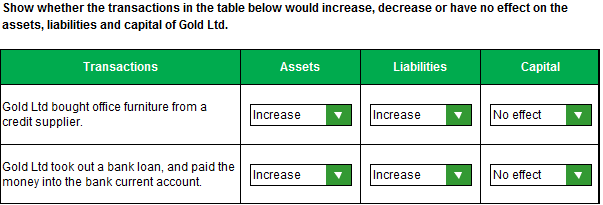 Show whether the transactions in the table below would increase, decrease or have no effect on the
assets, liabilities and capital of Gold Ltd.
Transactions Assets Liabilities Capital
Gold Ltd bought office furniture from a
credit supplier.
Increase Increase No effect
Gold Ltd took out a bank loan, and paid the
money into the bank current account.
Increase Increase No effect